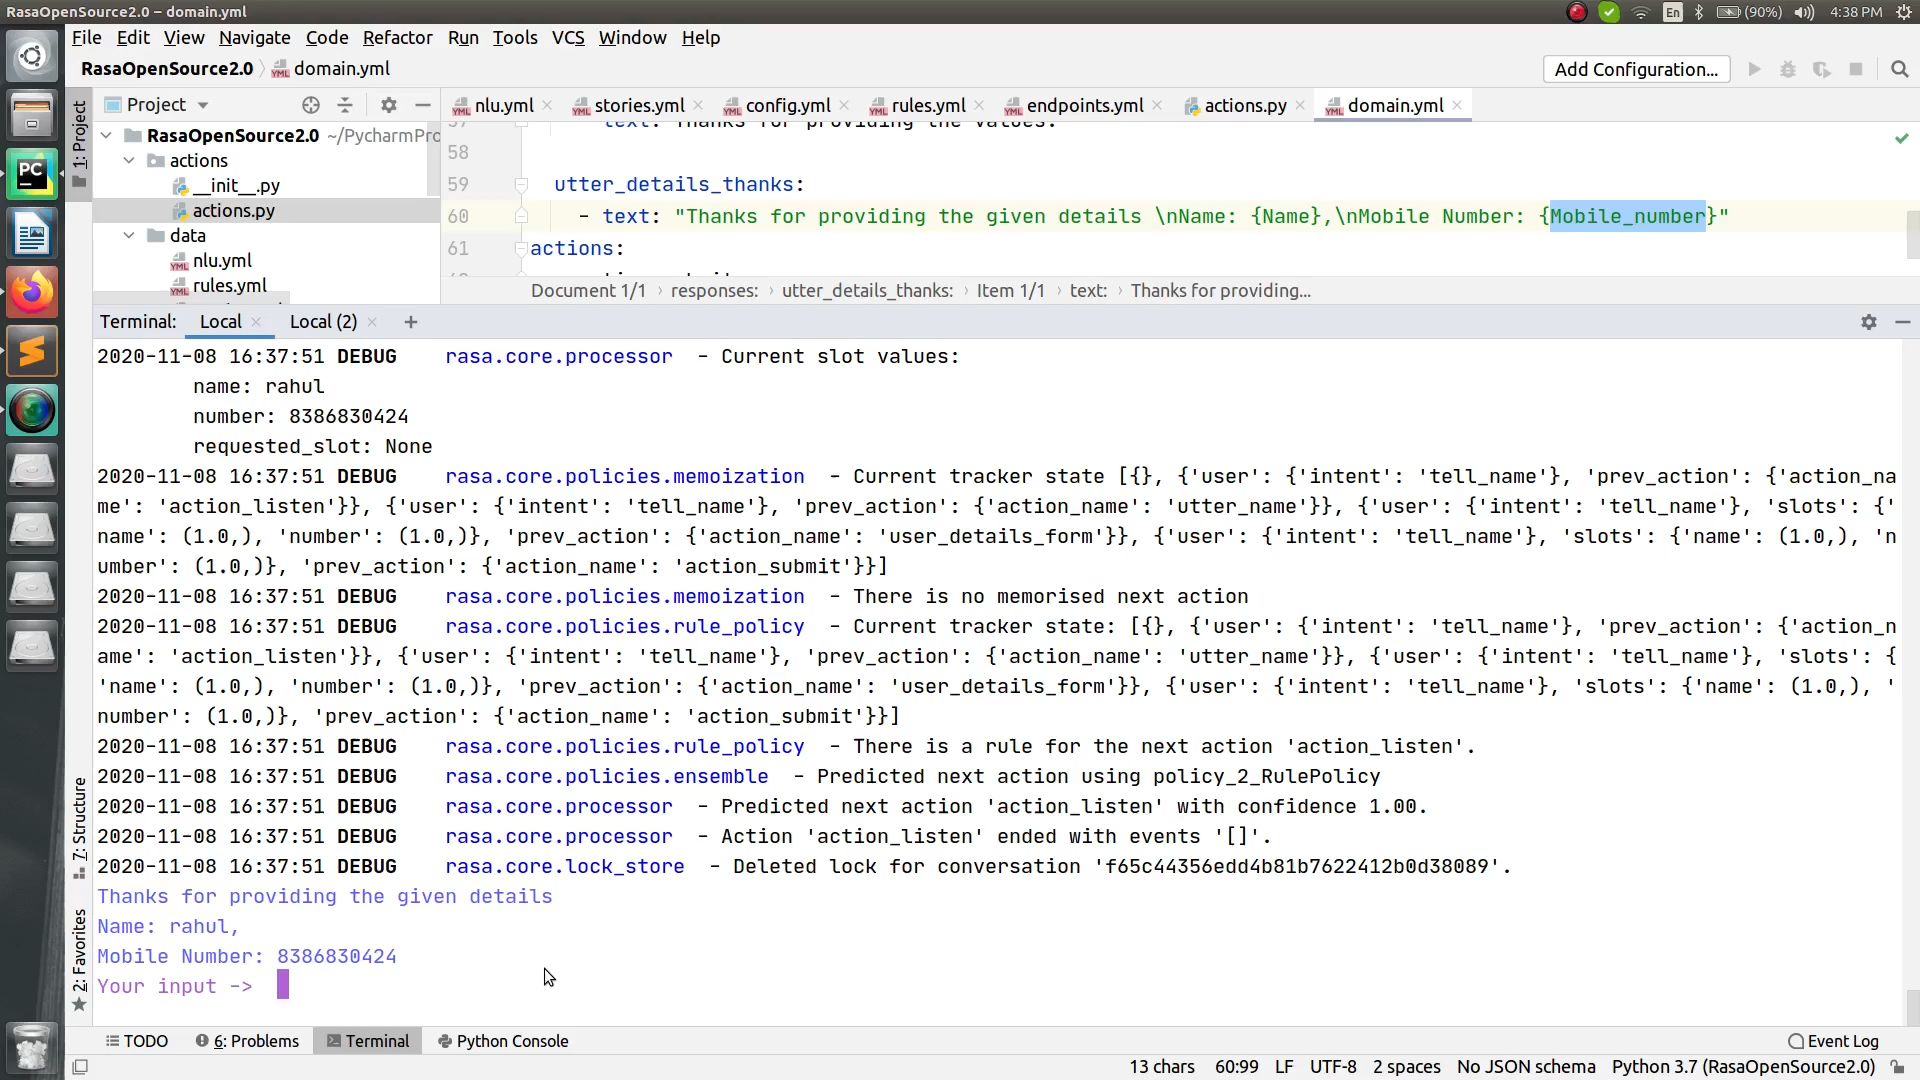 RasaOpenSource2.0 – domain.yml
En
(90%)
4:38 PM
File Edit View Navigate Code Refactor Run Tools VCS Window Help
RasaOpenSource2.0 domain.yml
Add Configuration...
1: Project
Project
nlu.yml
stories.yml
config.yml
rules.yml
endpoints.yml
actions.py
domain.yml
RasaOpenSource2.0 ~/PycharmPro
actions
__init__.py
actions.py
data
nlu.yml
rules.yml
57 text: Thanks for providing the values.
58
59 utter_details_thanks:
60 - text: "Thanks for providing the given details \nName: {Name},\nMobile Number: {Mobile_number}"
61 actions:
Document 1/1 › responses: › utter_details_thanks: › Item 1/1 › text: › Thanks for providing...
Terminal: Local Local (2) +
2020-11-08 16:37:51 DEBUG rasa.core.processor - Current slot values:
name: rahul
number: 8386830424
requested_slot: None
2020-11-08 16:37:51 DEBUG rasa.core.policies.memoization - Current tracker state [{}, {'user': {'intent': 'tell_name'}, 'prev_action': {'action_na
me': 'action_listen'}}, {'user': {'intent': 'tell_name'}, 'prev_action': {'action_name': 'utter_name'}}, {'user': {'intent': 'tell_name'}, 'slots': {'
name': (1.0,), 'number': (1.0,)}, 'prev_action': {'action_name': 'user_details_form'}}, {'user': {'intent': 'tell_name'}, 'slots': {'name': (1.0,), 'n
umber': (1.0,)}, 'prev_action': {'action_name': 'action_submit'}}]
2020-11-08 16:37:51 DEBUG rasa.core.policies.memoization - There is no memorised next action
2020-11-08 16:37:51 DEBUG rasa.core.policies.rule_policy - Current tracker state: [{}, {'user': {'intent': 'tell_name'}, 'prev_action': {'action_n
ame': 'action_listen'}}, {'user': {'intent': 'tell_name'}, 'prev_action': {'action_name': 'utter_name'}}, {'user': {'intent': 'tell_name'}, 'slots': {
'name': (1.0,), 'number': (1.0,)}, 'prev_action': {'action_name': 'user_details_form'}}, {'user': {'intent': 'tell_name'}, 'slots': {'name': (1.0,), '
number': (1.0,)}, 'prev_action': {'action_name': 'action_submit'}}]
2020-11-08 16:37:51 DEBUG rasa.core.policies.rule_policy - There is a rule for the next action 'action_listen'.
2020-11-08 16:37:51 DEBUG rasa.core.policies.ensemble - Predicted next action using policy_2_RulePolicy
2020-11-08 16:37:51 DEBUG rasa.core.processor - Predicted next action 'action_listen' with confidence 1.00.
2020-11-08 16:37:51 DEBUG rasa.core.processor - Action 'action_listen' ended with events '[]'.
2020-11-08 16:37:51 DEBUG rasa.core.lock_store - Deleted lock for conversation 'f65c44356edd4b81b7622412b0d38089'.
Thanks for providing the given details
Name: rahul,
Mobile Number: 8386830424
Your input ->
7: Structure
2: Favorites
TODO
6: Problems
Terminal
Python Console
Event Log
13 chars 60:99 LF UTF-8 2 spaces No JSON schema Python 3.7 (RasaOpenSource2.0)